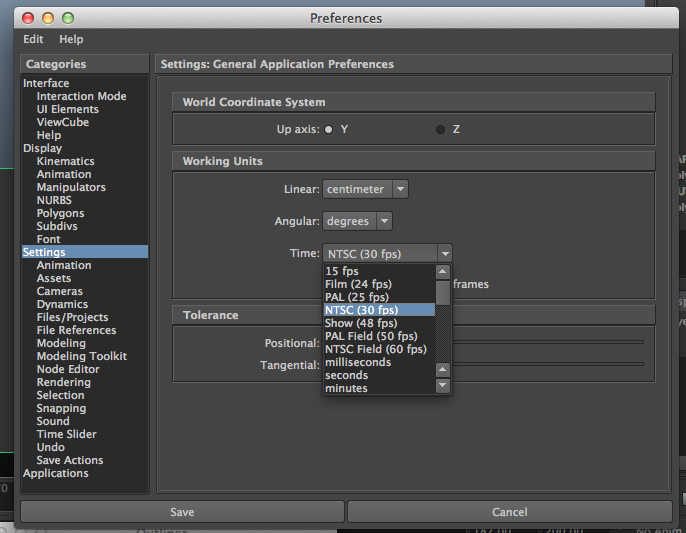 Preferences
Edit Help
Categories
Interface
Interaction Mode
UI Elements
ViewCube
Help
Display
Kinematics
Animation
Manipulators
NURBS
Polygons
Subdivs
Font
Settings
Animation
Assets
Cameras
Dynamics
Files/Projects
File References
Modeling
Modeling Toolkit
Node Editor
Rendering
Selection
Snapping
Sound
Time Slider
Undo
Save Actions
Applications
Settings: General Application Preferences
World Coordinate System
Up axis: Y Z
Working Units
Linear: centimeter
Angular: degrees
Time: NTSC (30 fps)
15 fps
Film (24 fps)
PAL (25 fps)
NTSC (30 fps)
Show (48 fps)
PAL Field (50 fps)
NTSC Field (60 fps)
milliseconds
seconds
minutes
frames
Tolerance
Positional:
Tangential:
Save Cancel
Outliner